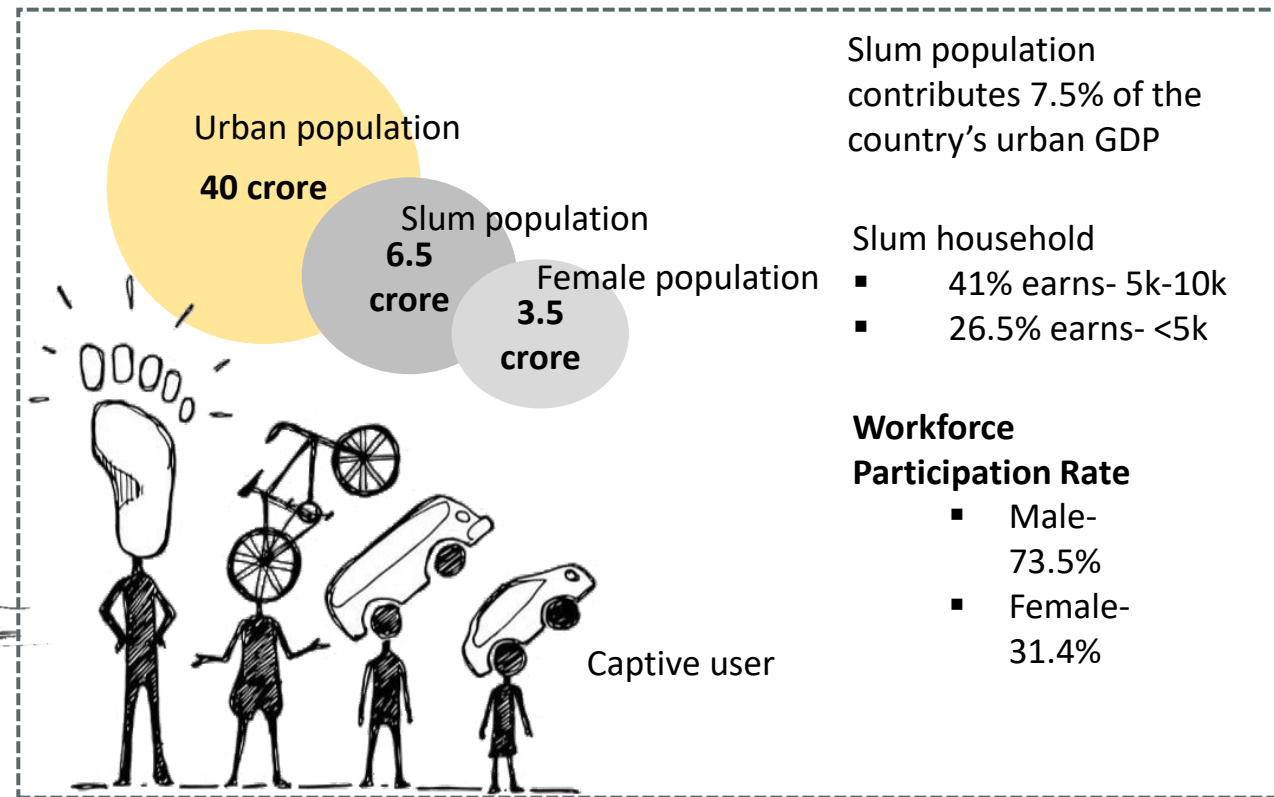 Urban population
40 crore
Slum population
6.5
crore
Female population
3.5
crore
Captive user
Slum population
contributes 7.5% of the
country’s urban GDP
Slum household
▪ 41% earns- 5k-10k
▪ 26.5% earns- <5k
Workforce
Participation Rate
▪ Male-
73.5%
▪ Female-
31.4%